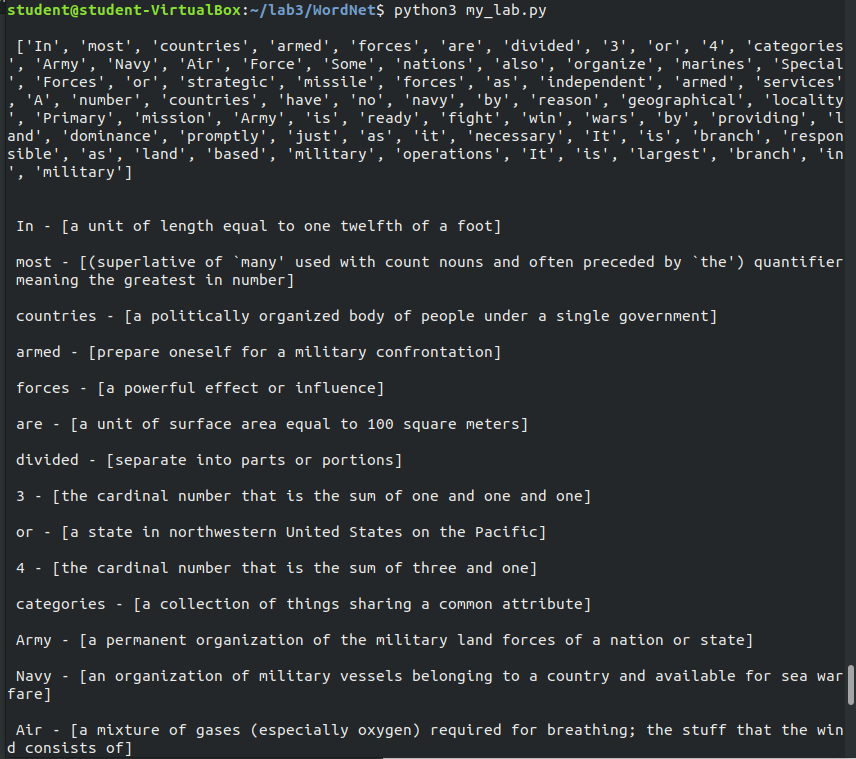 student@student-VirtualBox:~/lab3/WordNet$ python3 my_lab.py
['In', 'most', 'countries', 'armed', 'forces', 'are', 'divided', '3', 'or', '4', 'categories
', 'Army', 'Navy', 'Air', 'Force', 'Some', 'nations', 'also', 'organize', 'marines', 'Special
', 'Forces', 'or', 'strategic', 'missile', 'forces', 'as', 'independent', 'armed', 'services'
, 'A', 'number', 'countries', 'have', 'no', 'navy', 'by', 'reason', 'geographical', 'locality
', 'Primary', 'mission', 'Army', 'is', 'ready', 'fight', 'win', 'wars', 'by', 'providing', 'l
and', 'dominance', 'promptly', 'just', 'as', 'it', 'necessary', 'It', 'is', 'branch', 'respon
sible', 'as', 'land', 'based', 'military', 'operations', 'It', 'is', 'largest', 'branch', 'in
', 'military']
In - [a unit of length equal to one twelfth of a foot]
most - [(superlative of `many' used with count nouns and often preceded by `the') quantifier
meaning the greatest in number]
countries - [a politically organized body of people under a single government]
armed - [prepare oneself for a military confrontation]
forces - [a powerful effect or influence]
are - [a unit of surface area equal to 100 square meters]
divided - [separate into parts or portions]
3 - [the cardinal number that is the sum of one and one and one]
or - [a state in northwestern United States on the Pacific]
4 - [the cardinal number that is the sum of three and one]
categories - [a collection of things sharing a common attribute]
Army - [a permanent organization of the military land forces of a nation or state]
Navy - [an organization of military vessels belonging to a country and available for sea war
fare]
Air - [a mixture of gases (especially oxygen) required for breathing; the stuff that the win
d consists of]